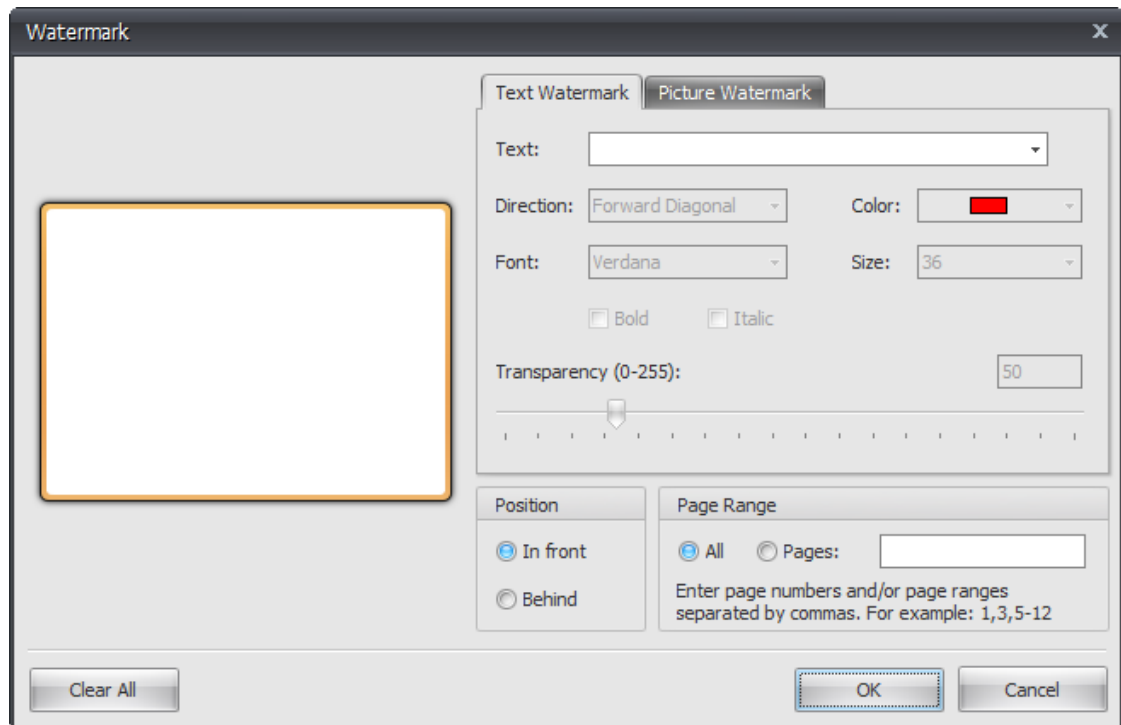 Watermark
x
Text Watermark
Picture Watermark
Text:
Direction: Forward Diagonal
Color:
Font: Verdana
Size: 36
Bold
Italic
Transparency (0-255): 50
Position
In front
Behind
Page Range
All
Pages:
Enter page numbers and/or page ranges
separated by commas. For example: 1,3,5-12
Clear All
OK
Cancel